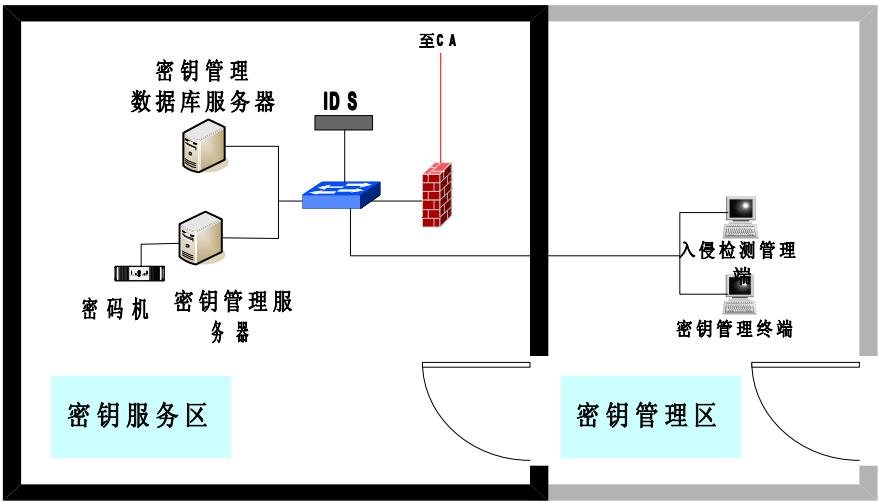 至CA
密钥管理
数据库服务器
IDS
入侵检测管理
端
密码机
密钥管理服
务器
密钥管理终端
密钥服务区
密钥管理区